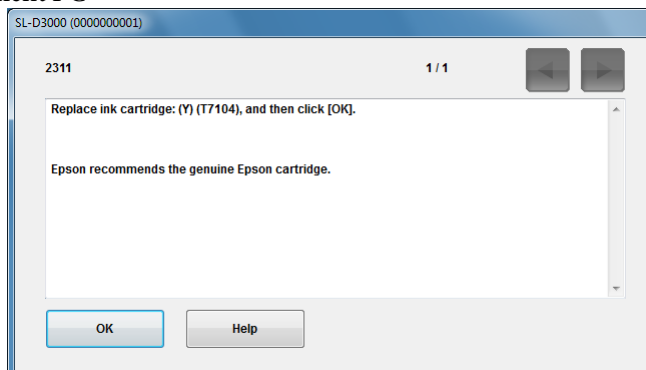 SL-D3000 (0000000001)
2311
1 / 1
Replace ink cartridge: (Y) (T7104), and then click [OK].
Epson recommends the genuine Epson cartridge.
OK
Help